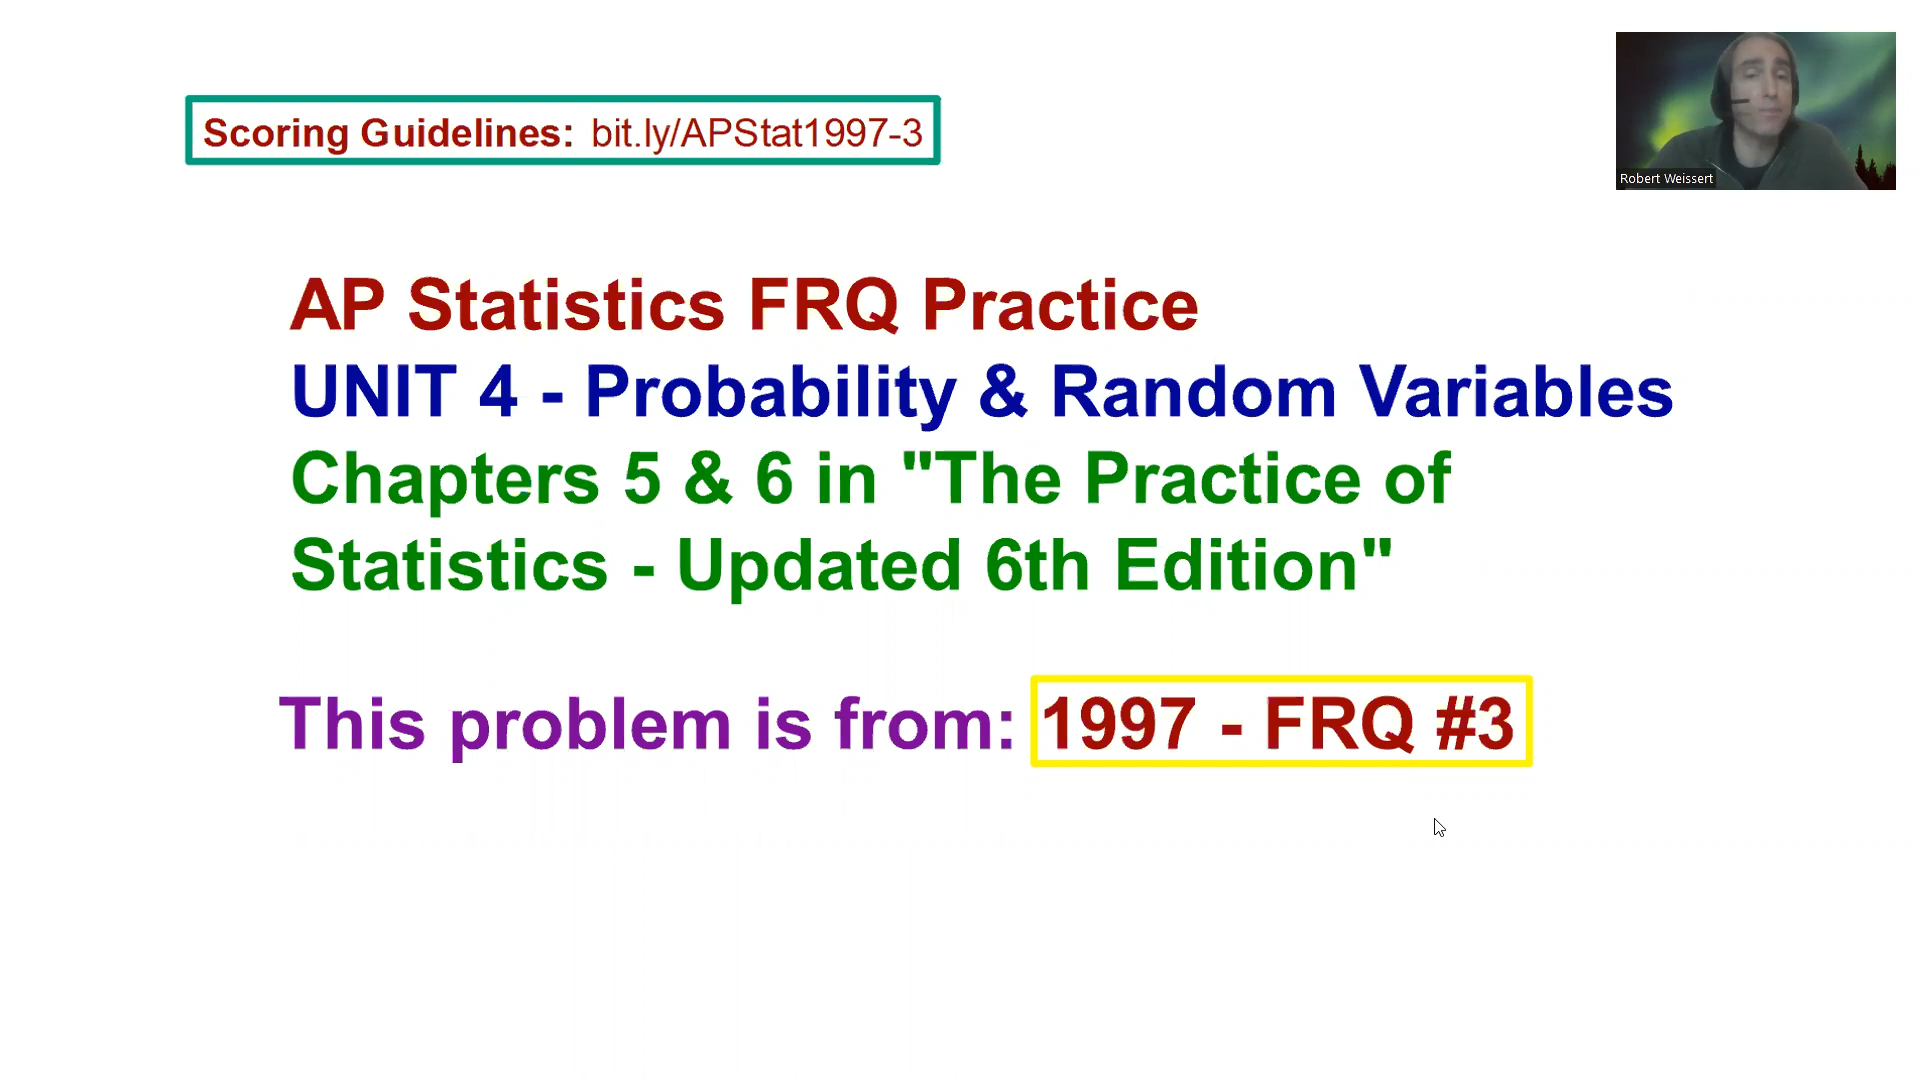 Scoring Guidelines: bit.ly/APStat1997-3
Robert Weissert
AP Statistics FRQ Practice
UNIT 4 - Probability & Random Variables
Chapters 5 & 6 in "The Practice of
Statistics - Updated 6th Edition"
This problem is from: 1997 - FRQ #3